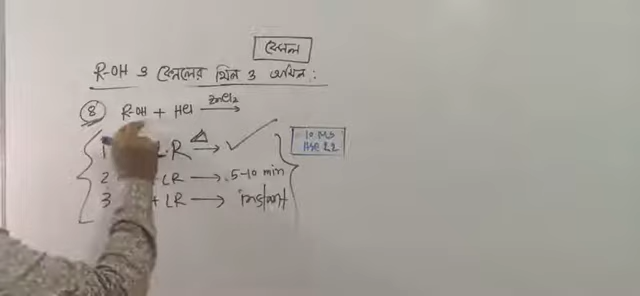 ফেনল
R-OH ও ফেনলের মিল ও অমিল :
৪ R-OH + HCl ZnCl₂ →
1 L.R △ → ✓
2 + LR → 5-10 min
3 + LR → instant
10 MS
HSC 22